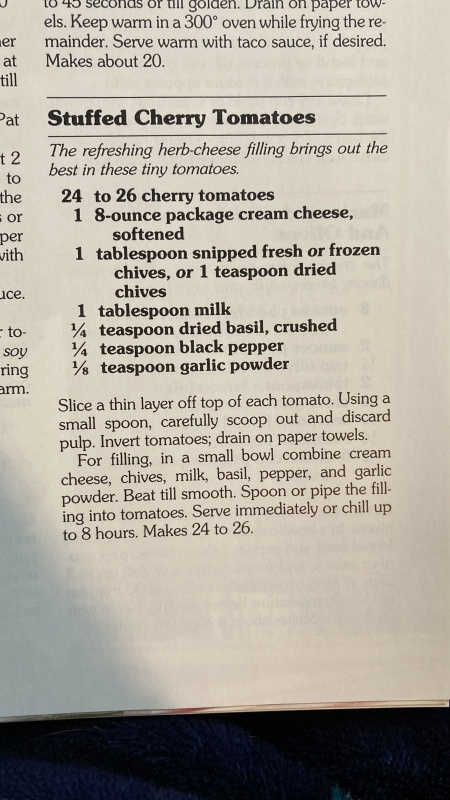 er
at
till
Pat
t 2
to
the
s or
per
with
uce.
to-
soy
ring
arm.
to 45 seconds or till golden. Drain on paper tow-
els. Keep warm in a 300° oven while frying the re-
mainder. Serve warm with taco sauce, if desired.
Makes about 20.
Stuffed Cherry Tomatoes
The refreshing herb-cheese filling brings out the
best in these tiny tomatoes.
24 to 26 cherry tomatoes
1 8-ounce package cream cheese,
softened
1 tablespoon snipped fresh or frozen
chives, or 1 teaspoon dried
chives
1 tablespoon milk
¼ teaspoon dried basil, crushed
¼ teaspoon black pepper
⅛ teaspoon garlic powder
Slice a thin layer off top of each tomato. Using a
small spoon, carefully scoop out and discard
pulp. Invert tomatoes; drain on paper towels.
For filling, in a small bowl combine cream
cheese, chives, milk, basil, pepper, and garlic
powder. Beat till smooth. Spoon or pipe the fill-
ing into tomatoes. Serve immediately or chill up
to 8 hours. Makes 24 to 26.